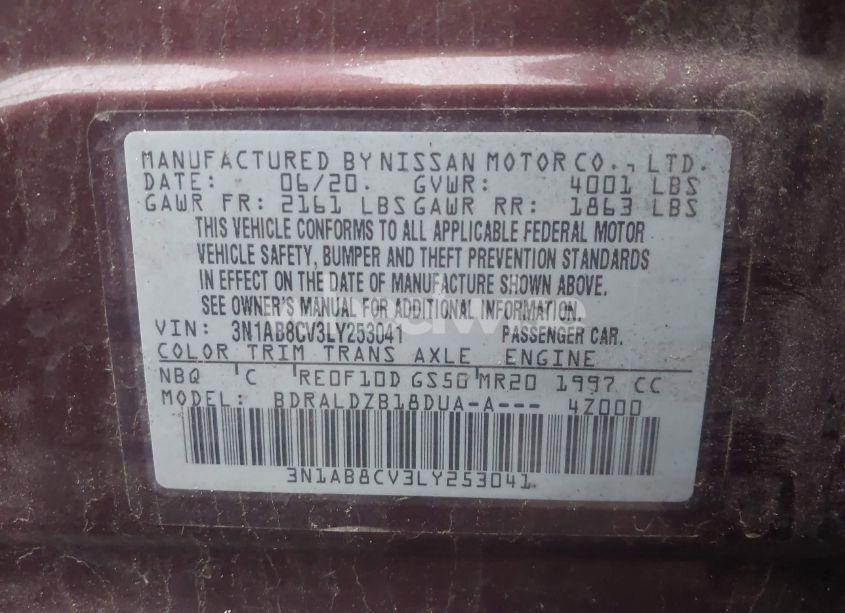 MANUFACTURED BY NISSAN MOTOR CO., LTD.
DATE: 06/20. GVWR: 4001 LBS
GAWR FR: 2161 LBS GAWR RR: 1863 LBS
THIS VEHICLE CONFORMS TO ALL APPLICABLE FEDERAL MOTOR
VEHICLE SAFETY, BUMPER AND THEFT PREVENTION STANDARDS
IN EFFECT ON THE DATE OF MANUFACTURE SHOWN ABOVE.
SEE OWNER'S MANUAL FOR ADDITIONAL INFORMATION.
VIN: 3N1AB8CV3LY253041 PASSENGER CAR.
COLOR TRIM TRANS AXLE ENGINE
NBQ C RE0F10D GS50 MR20 1997 CC
MODEL: BDRALDZB18DUA-A--- 4Z000
3N1AB8CV3LY253041